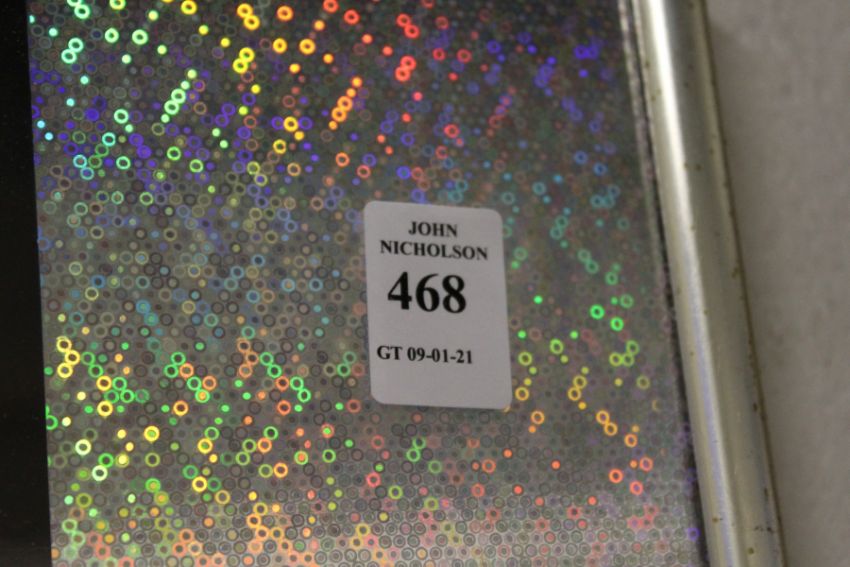 JOHN
NICHOLSON
468
GT 09-01-21